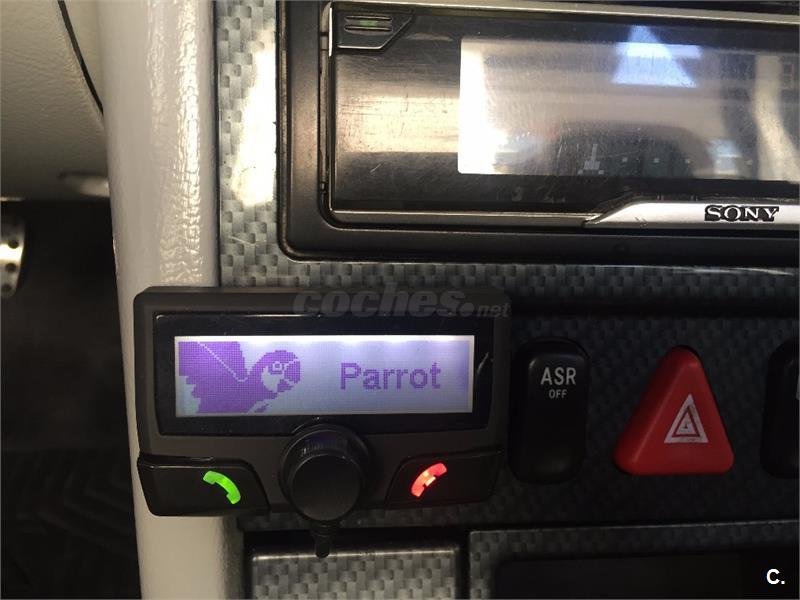 SONY
coches.net
Parrot
ASR
OFF
C.